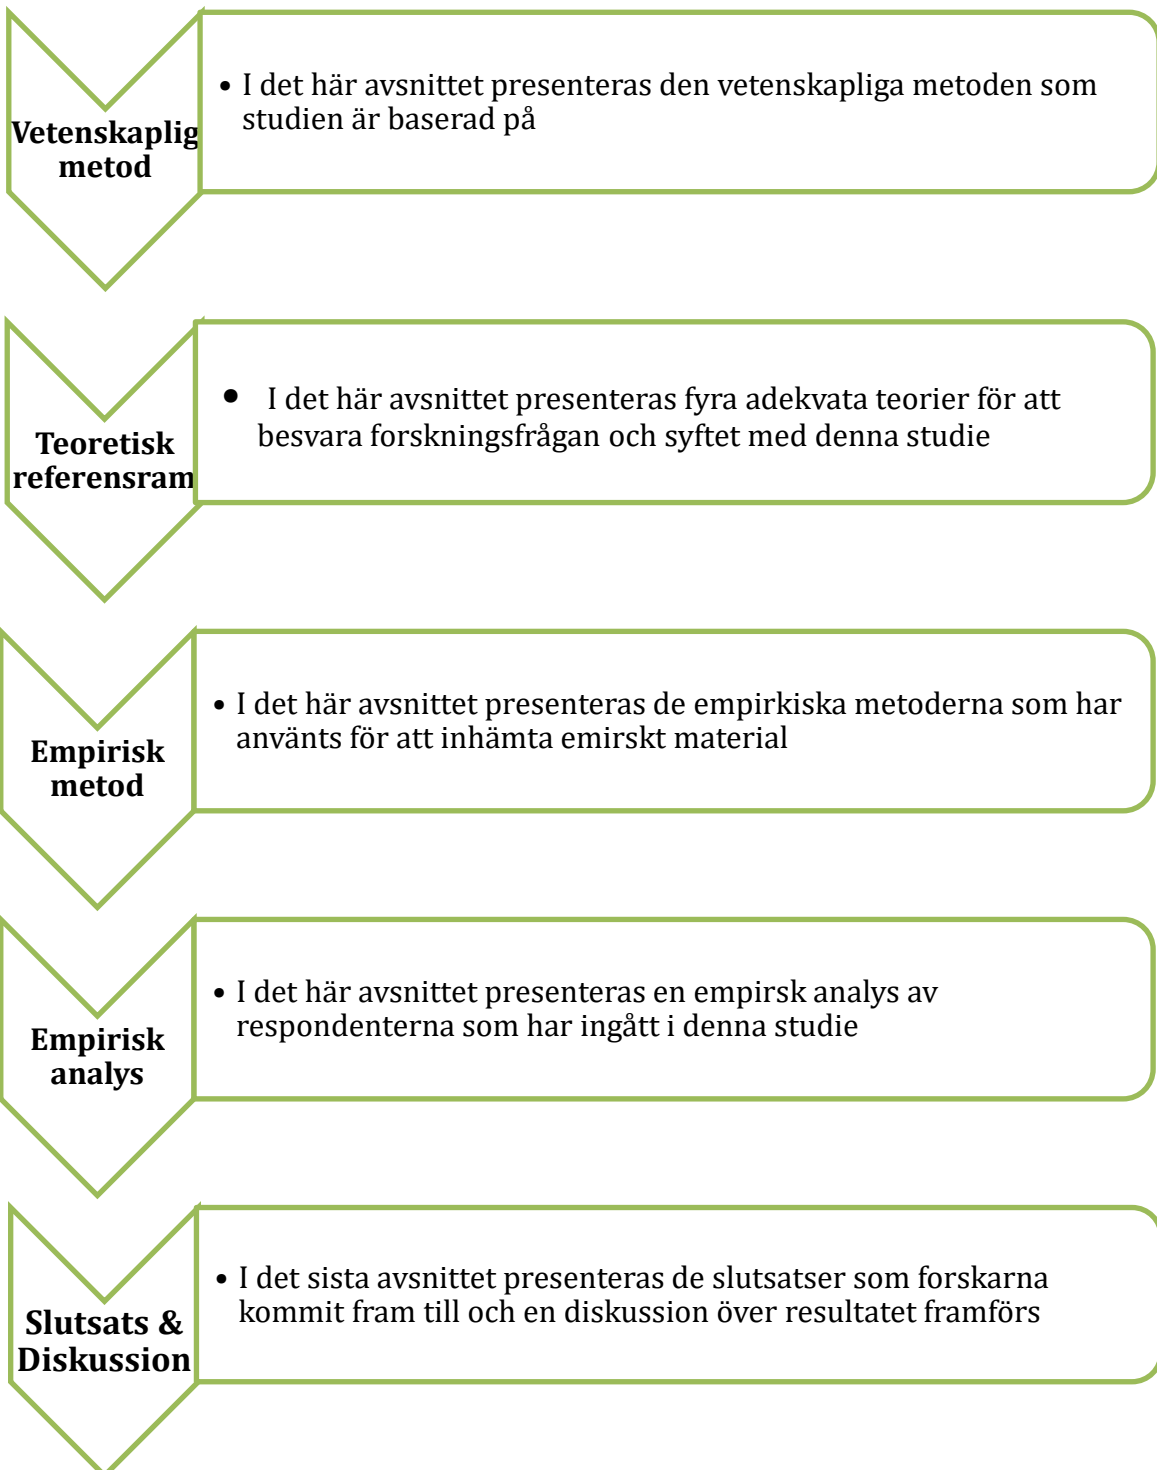 Vetenskaplig
metod
• I det här avsnittet presenteras den vetenskapliga metoden som
studien är baserad på
Teoretisk
referensram
• I det här avsnittet presenteras fyra adekvata teorier för att
besvara forskningsfrågan och syftet med denna studie
Empirisk
metod
• I det här avsnittet presenteras de empirkiska metoderna som har
använts för att inhämta emirskt material
Empirisk
analys
• I det här avsnittet presenteras en empirsk analys av
respondenterna som har ingått i denna studie
Slutsats &
Diskussion
• I det sista avsnittet presenteras de slutsatser som forskarna
kommit fram till och en diskussion över resultatet framförs